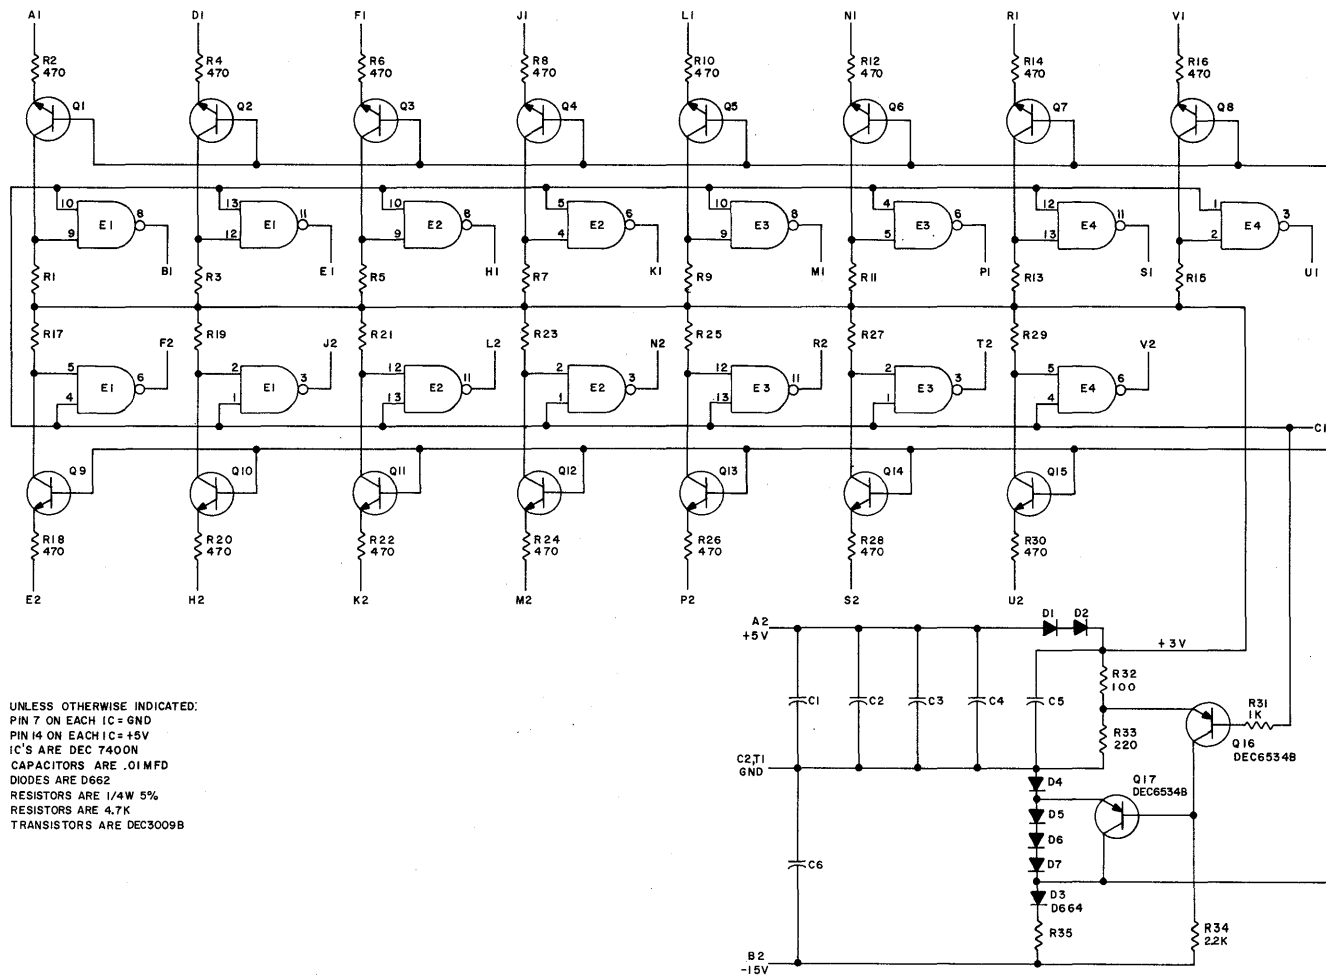 A1 D1 F1 J1 L1 N1 R1 V1
R2 470 R4 470 R6 470 R8 470 R10 470 R12 470 R14 470 R16 470
Q1 Q2 Q3 Q4 Q5 Q6 Q7 Q8
10 9 E1 8 13 12 E1 11 10 9 E2 8 5 4 E2 6 10 9 E3 8 4 5 E3 6 12 13 E4 11 1 2 E4 3
B1 E1 H1 K1 M1 P1 S1 U1
R1 R3 R5 R7 R9 R11 R13 R15
R17 R19 R21 R23 R25 R27 R29
F2 J2 L2 N2 R2 T2 V2
5 4 E1 6 2 1 E1 3 12 13 E2 11 2 1 E2 3 12 13 E3 11 2 1 E3 3 5 4 E4 6
C1
Q9 Q10 Q11 Q12 Q13 Q14 Q15
R18 470 R20 470 R22 470 R24 470 R26 470 R28 470 R30 470
E2 H2 K2 M2 P2 S2 U2
A2
+5V
D1 D2
+3V
R32
100
C1 C2 C3 C4 C5
R33
220
R31
1K
Q16
DEC6534B
C2,T1
GND
D4
Q17
DEC6534B
D5
D6
D7
C6
D3
D664
R35
R34
2.2K
B2
-15V
UNLESS OTHERWISE INDICATED:
PIN 7 ON EACH IC = GND
PIN 14 ON EACH IC = +5V
IC'S ARE DEC 7400N
CAPACITORS ARE .01MFD
DIODES ARE D662
RESISTORS ARE 1/4W 5%
RESISTORS ARE 4.7K
TRANSISTORS ARE DEC3009B